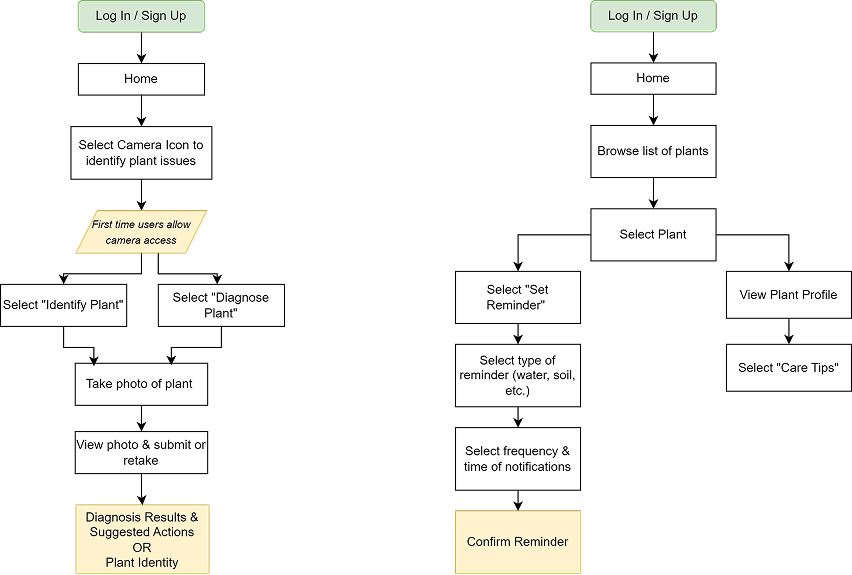 Log In / Sign Up
Home
Select Camera Icon to
identify plant issues
First time users allow
camera access
Select "Identify Plant"
Select "Diagnose
Plant"
Take photo of plant
View photo & submit or
retake
Diagnosis Results &
Suggested Actions
OR
Plant Identity
Log In / Sign Up
Home
Browse list of plants
Select Plant
Select "Set
Reminder"
Select type of
reminder (water, soil,
etc.)
Select frequency &
time of notifications
Confirm Reminder
View Plant Profile
Select "Care Tips"